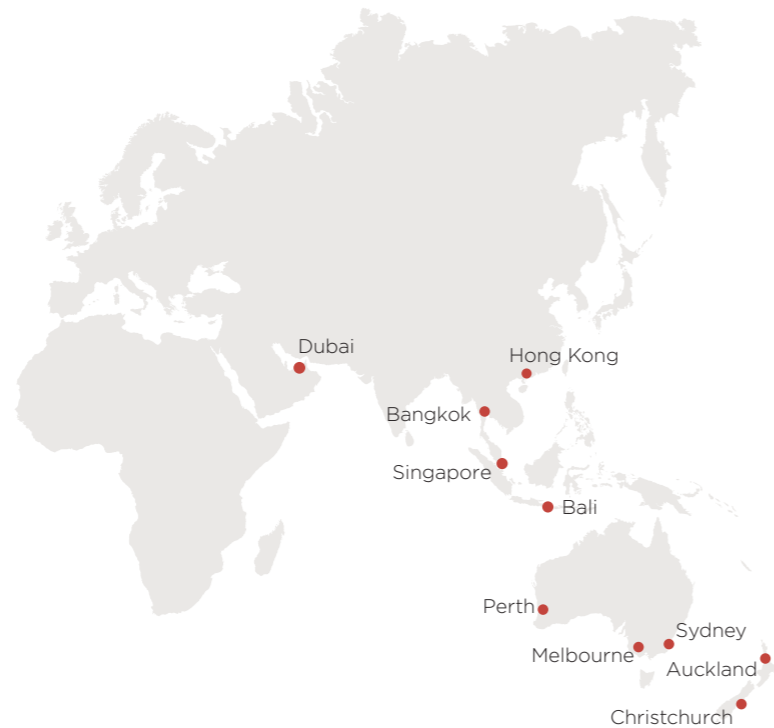 Dubai
Hong Kong
Bangkok
Singapore
Bali
Perth
Sydney
Melbourne
Auckland
Christchurch